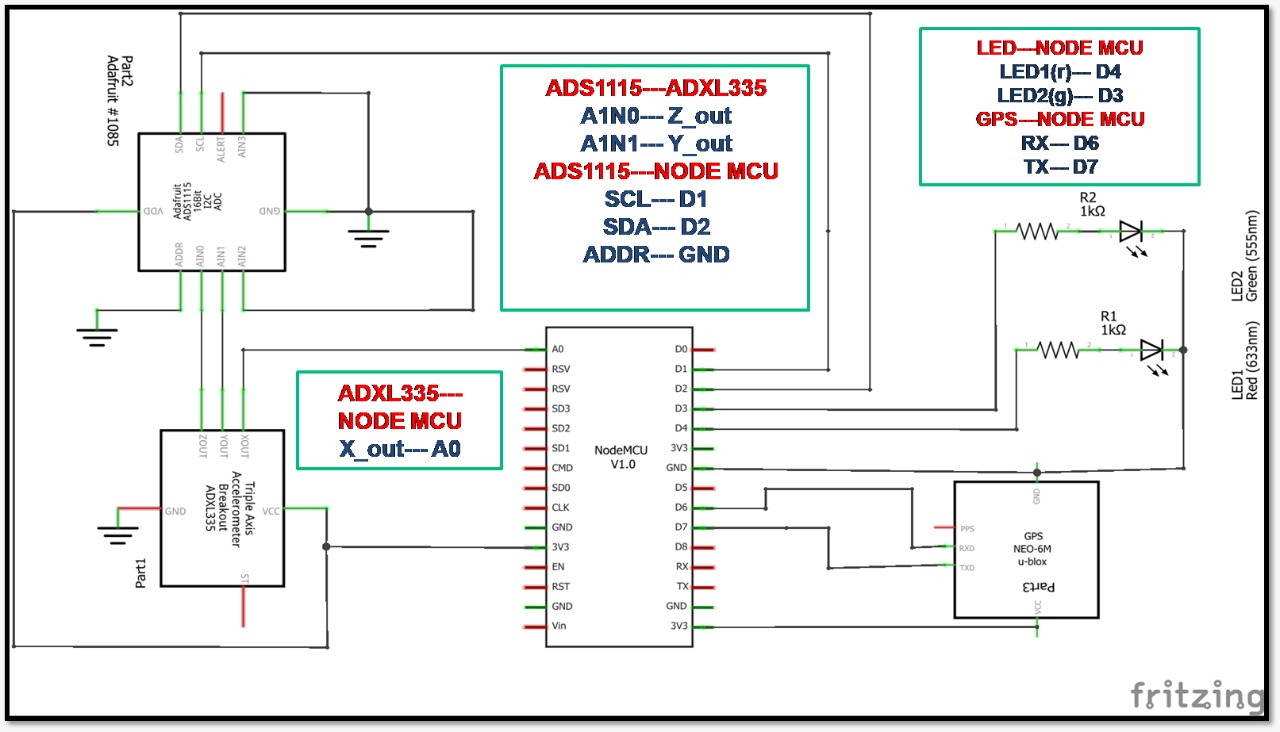 Part2
Adafruit #1085
SDA
SCL
ALERT
AIN3
VDD
Adafruit
ADS1115
16Bit
I2C
ADC
GND
ADDR
AIN0
AIN1
AIN2
ADS1115---ADXL335
A1N0--- Z_out
A1N1--- Y_out
ADS1115---NODE MCU
SCL--- D1
SDA--- D2
ADDR--- GND
LED---NODE MCU
LED1(r)--- D4
LED2(g)--- D3
GPS---NODE MCU
RX--- D6
TX--- D7
R2
1kΩ
1
2
LED2
Green (555nm)
R1
1kΩ
1
2
LED1
Red (633nm)
ADXL335---
NODE MCU
X_out--- A0
ZOUT
YOUT
XOUT
GND
Triple Axis
Accelerometer
Breakout
ADXL335
VCC
ST
Part1
A0
RSV
RSV
SD3
SD2
SD1
CMD
SD0
CLK
GND
3V3
EN
RST
GND
Vin
NodeMCU
V1.0
D0
D1
D2
D3
D4
3V3
GND
D5
D6
D7
D8
RX
TX
GND
3V3
GND
PPS
RXD
TXD
GPS
NEO-6M
u-blox
Part3
VCC
fritzing